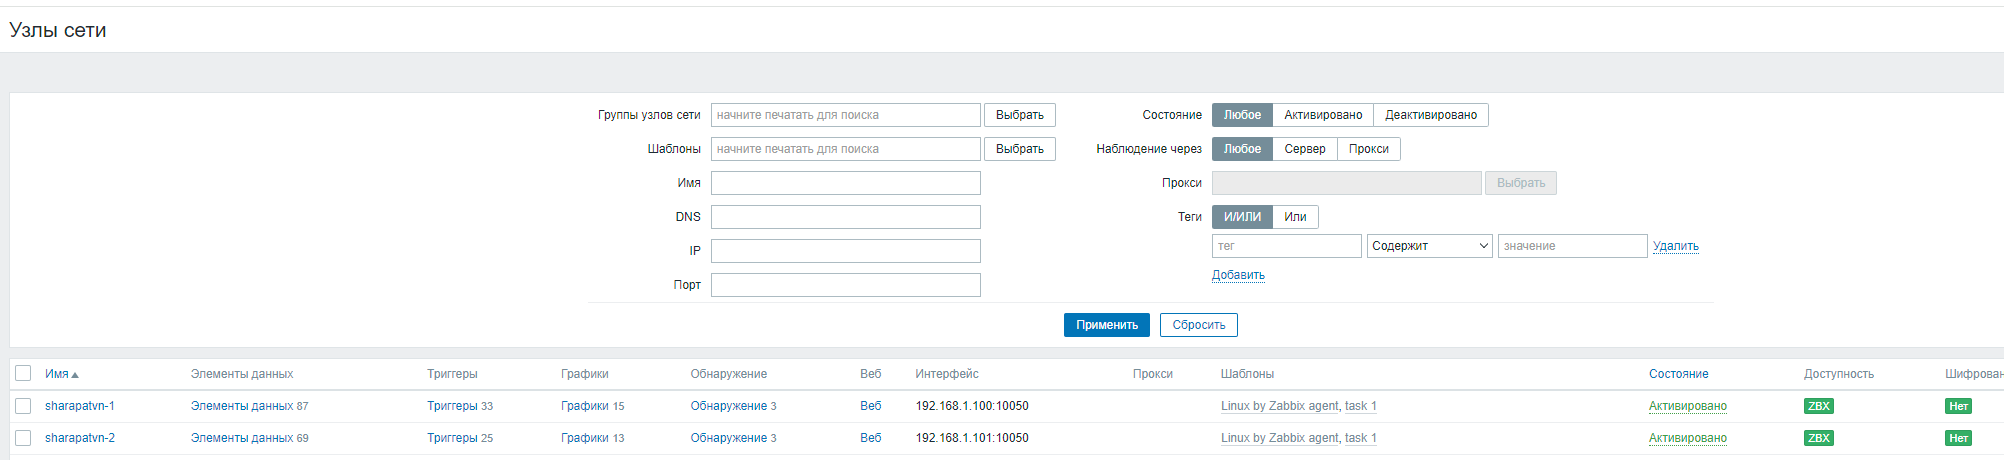 Узлы сети
Группы узлов сети начните печатать для поиска Выбрать Состояние Любое Активировано Деактивировано
Шаблоны начните печатать для поиска Выбрать Наблюдение через Любое Сервер Прокси
Имя Прокси Выбрать
DNS Теги И/ИЛИ Или
IP тег Содержит значение Удалить
Добавить
Порт
Применить Сбросить
Имя Элементы данных Триггеры Графики Обнаружение Веб Интерфейс Прокси Шаблоны Состояние Доступность Шифрован
sharapatvn-1 Элементы данных 87 Триггеры 33 Графики 15 Обнаружение 3 Веб 192.168.1.100:10050 Linux by Zabbix agent, task 1 Активировано ZBX Нет
sharapatvn-2 Элементы данных 69 Триггеры 25 Графики 13 Обнаружение 3 Веб 192.168.1.101:10050 Linux by Zabbix agent, task 1 Активировано ZBX Нет